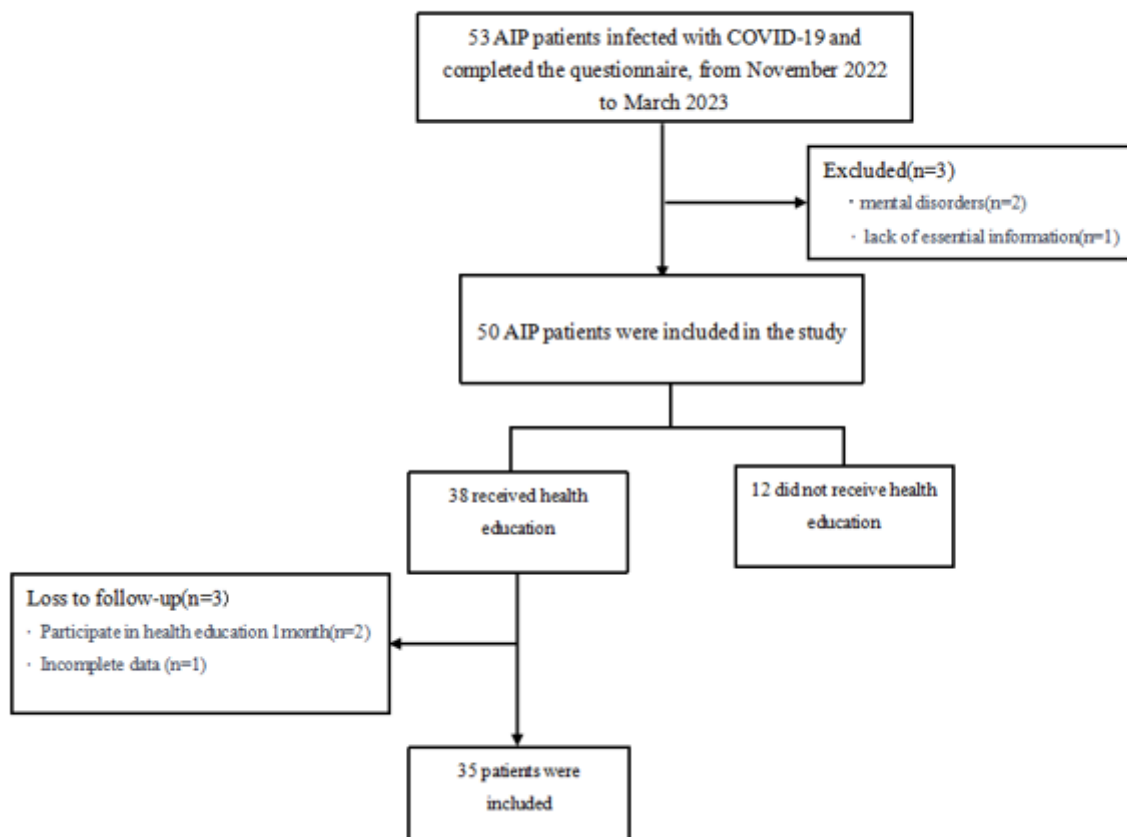 53 AIP patients infected with COVID-19 and
completed the questionnaire, from November 2022
to March 2023
Excluded(n=3)
· mental disorders(n=2)
· lack of essential information(n=1)
50 AIP patients were included in the study
38 received health
education
12 did not receive health
education
Loss to follow-up(n=3)
· Participate in health education 1month(n=2)
· Incomplete data (n=1)
35 patients were
included